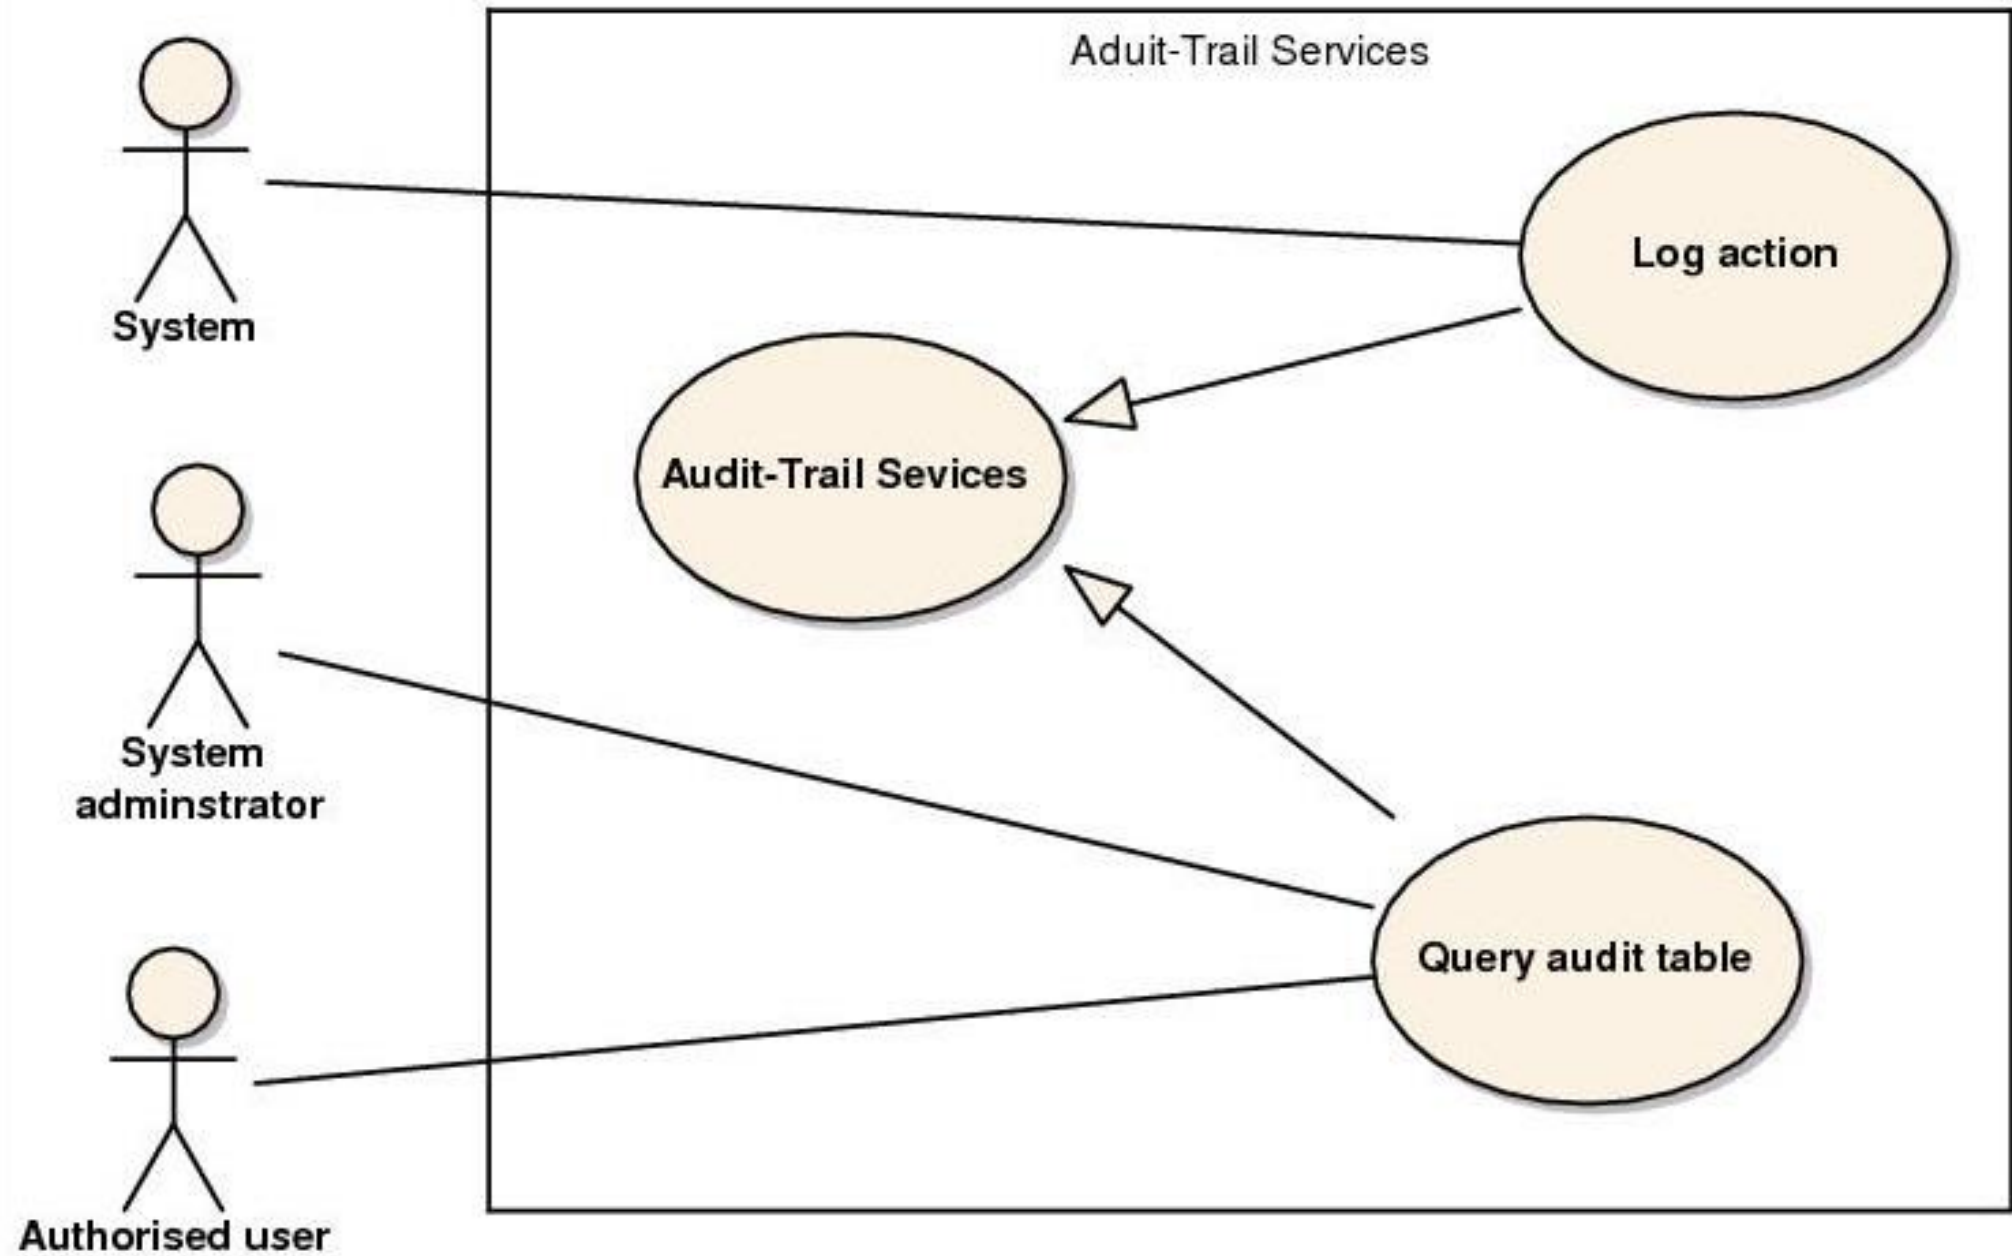 Aduit-Trail Services
System
Log action
Audit-Trail Sevices
System
adminstrator
Query audit table
Authorised user